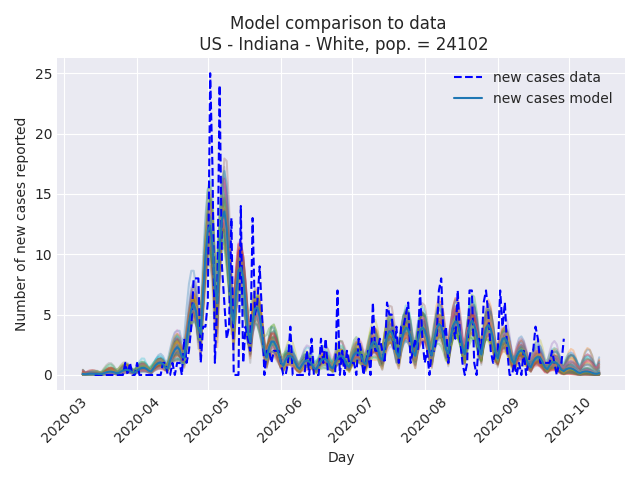 Model comparison to data
US - Indiana - White, pop. = 24102
new cases data
new cases model
Number of new cases reported
25
20
15
10
5
0
2020-03
2020-04
2020-05
2020-06
2020-07
2020-08
2020-09
2020-10
Day